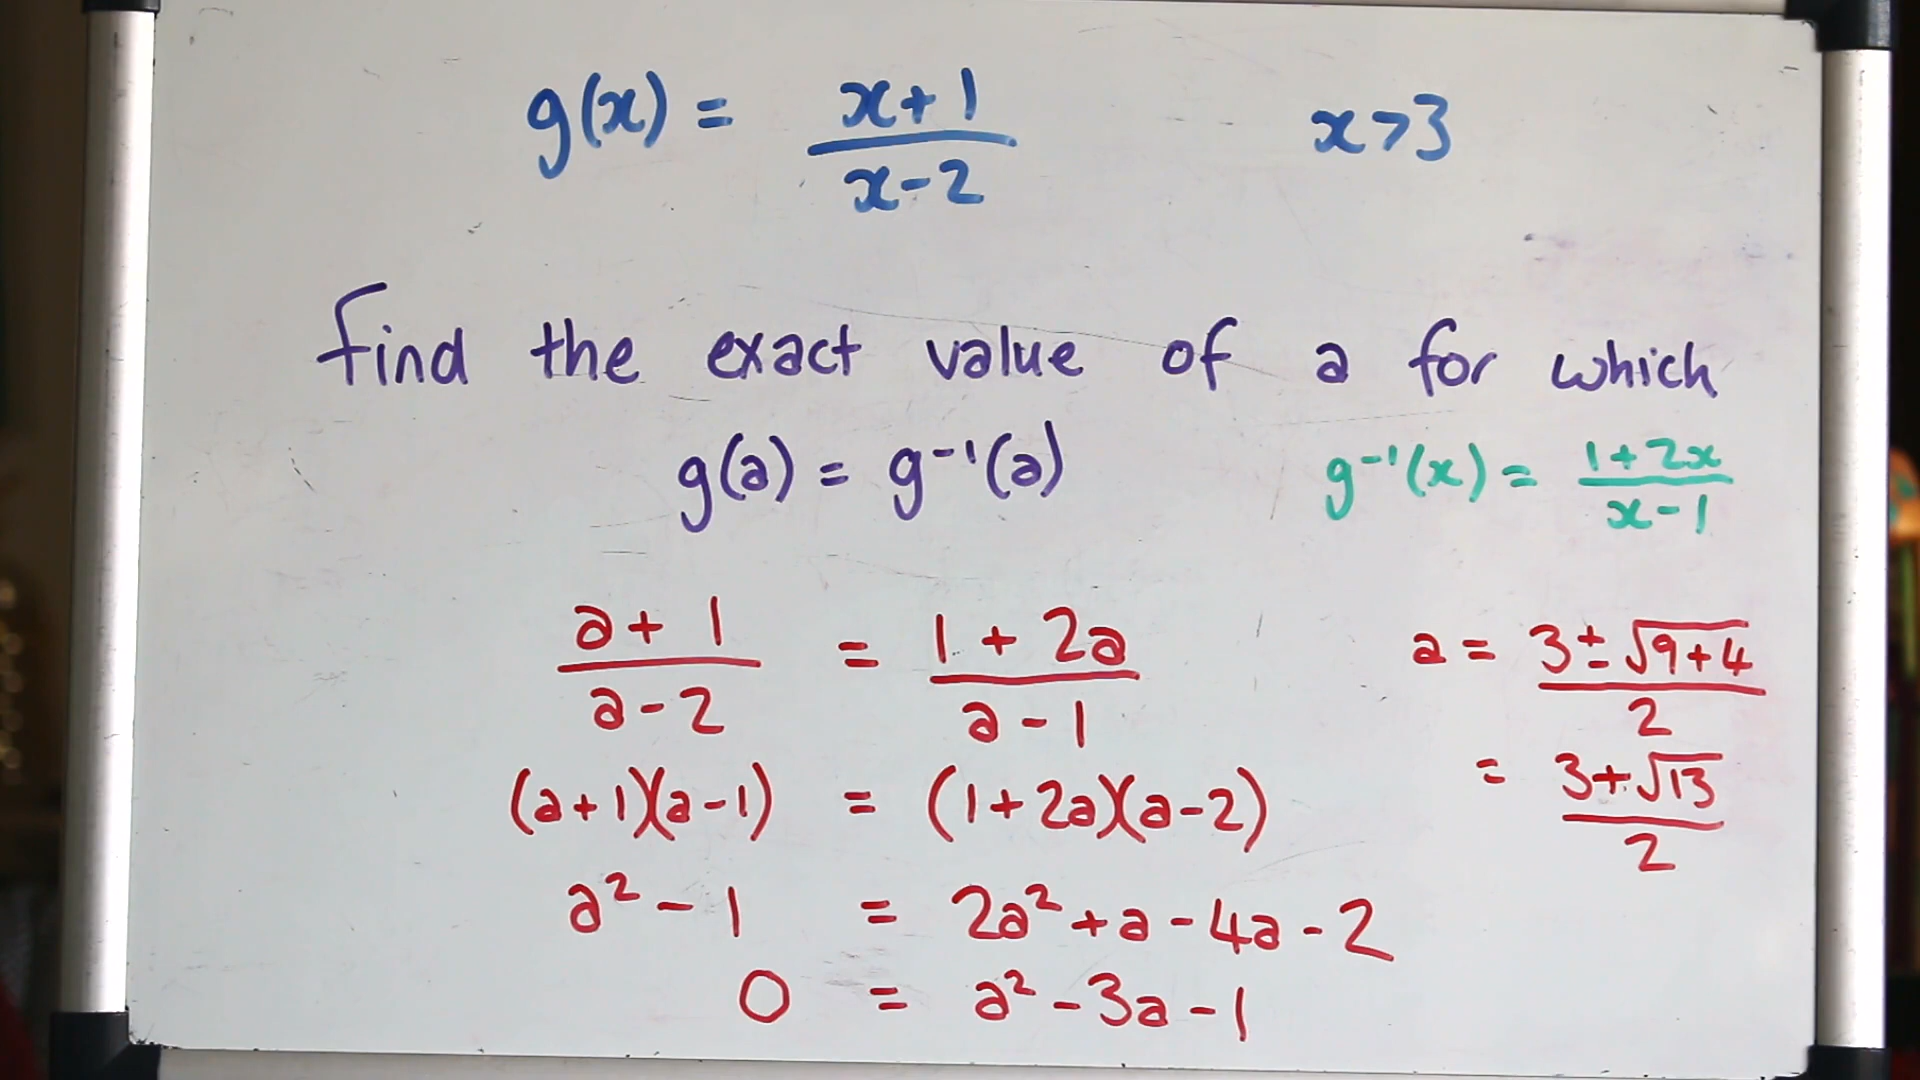 g(x) = x+1 / x-2    x>3
find the exact value of a for which
g(a) = g⁻¹(a)    g⁻¹(x) = 1+2x / x-1
a+1 / a-2 = 1+2a / a-1    a = 3±√9+4 / 2
(a+1)(a-1) = (1+2a)(a-2)    = 3+√13 / 2
a² - 1 = 2a² + a - 4a - 2
0 = a² - 3a - 1